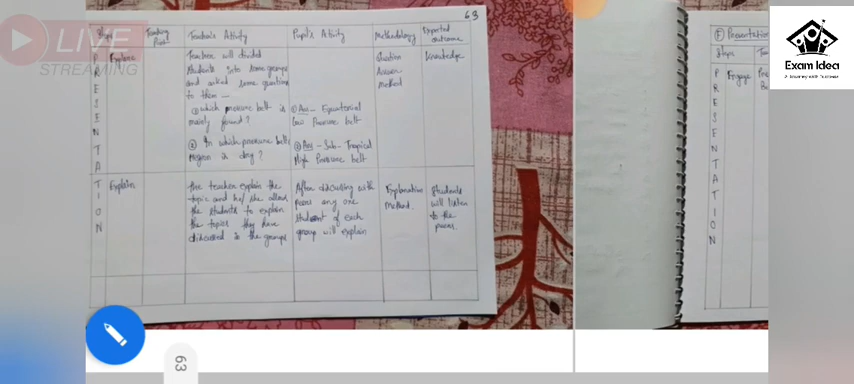 LIVE
STREAMING
63
Steps
Teaching
Point
Teacher's Activity
Pupil's Activity
Methodology
Expected
outcome
PRESENTATION
Explore
Teacher will divided
students into some groups
and asked some question
to them —
① which pressure belt is
mainly found?
② In which pressure belt
region is dry?
① Ans - Equatorial
Low Pressure belt
② Ans - Sub-Tropical
High Pressure belt
Question
Answer
method
Knowledge
Explain
the teacher explain the
topic and he/she allows
the students to explain
the topics they have
discussed in the groups
After discussing with
peers any one
student of each
group will explain
Explanation
Method.
Students
will listen
to the
peers.
F Presentation
Steps
PRESENTATION
Engage
Exam Idea
63